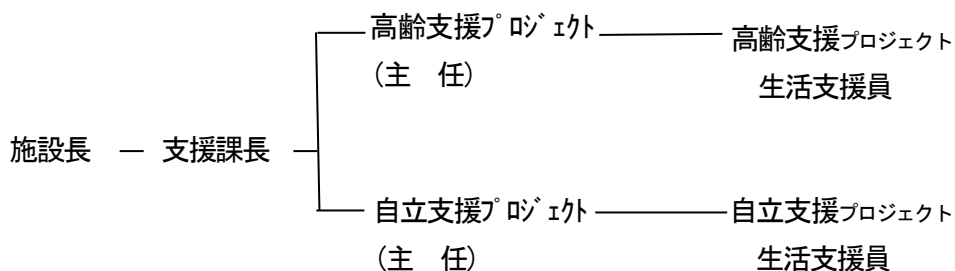 高齢支援ﾌﾟﾛｼﾞｪｸﾄ 高齢支援プロジェクト
(主　任) 生活支援員
施設長 ― 支援課長
自立支援ﾌﾟﾛｼﾞｪｸﾄ 自立支援プロジェクト
(主　任) 生活支援員